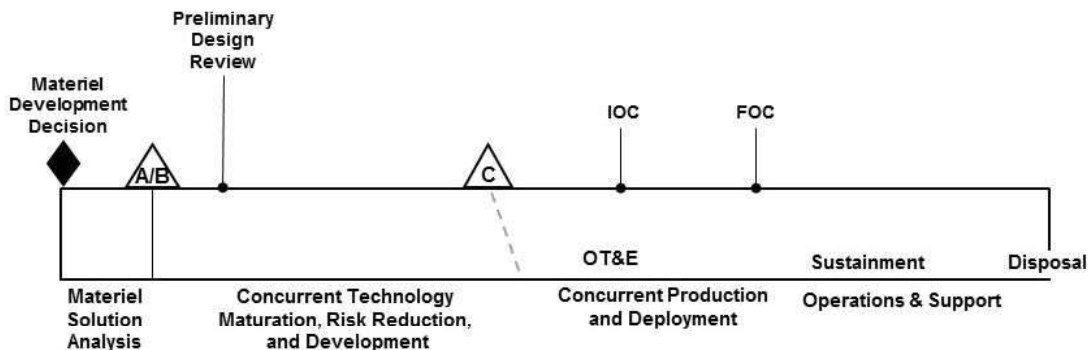 Preliminary
Design
Review
Materiel
Development
Decision
IOC
FOC
A/B
C
OT&E
Sustainment
Disposal
Materiel
Solution
Analysis
Concurrent Technology
Maturation, Risk Reduction,
and Development
Concurrent Production
and Deployment
Operations & Support